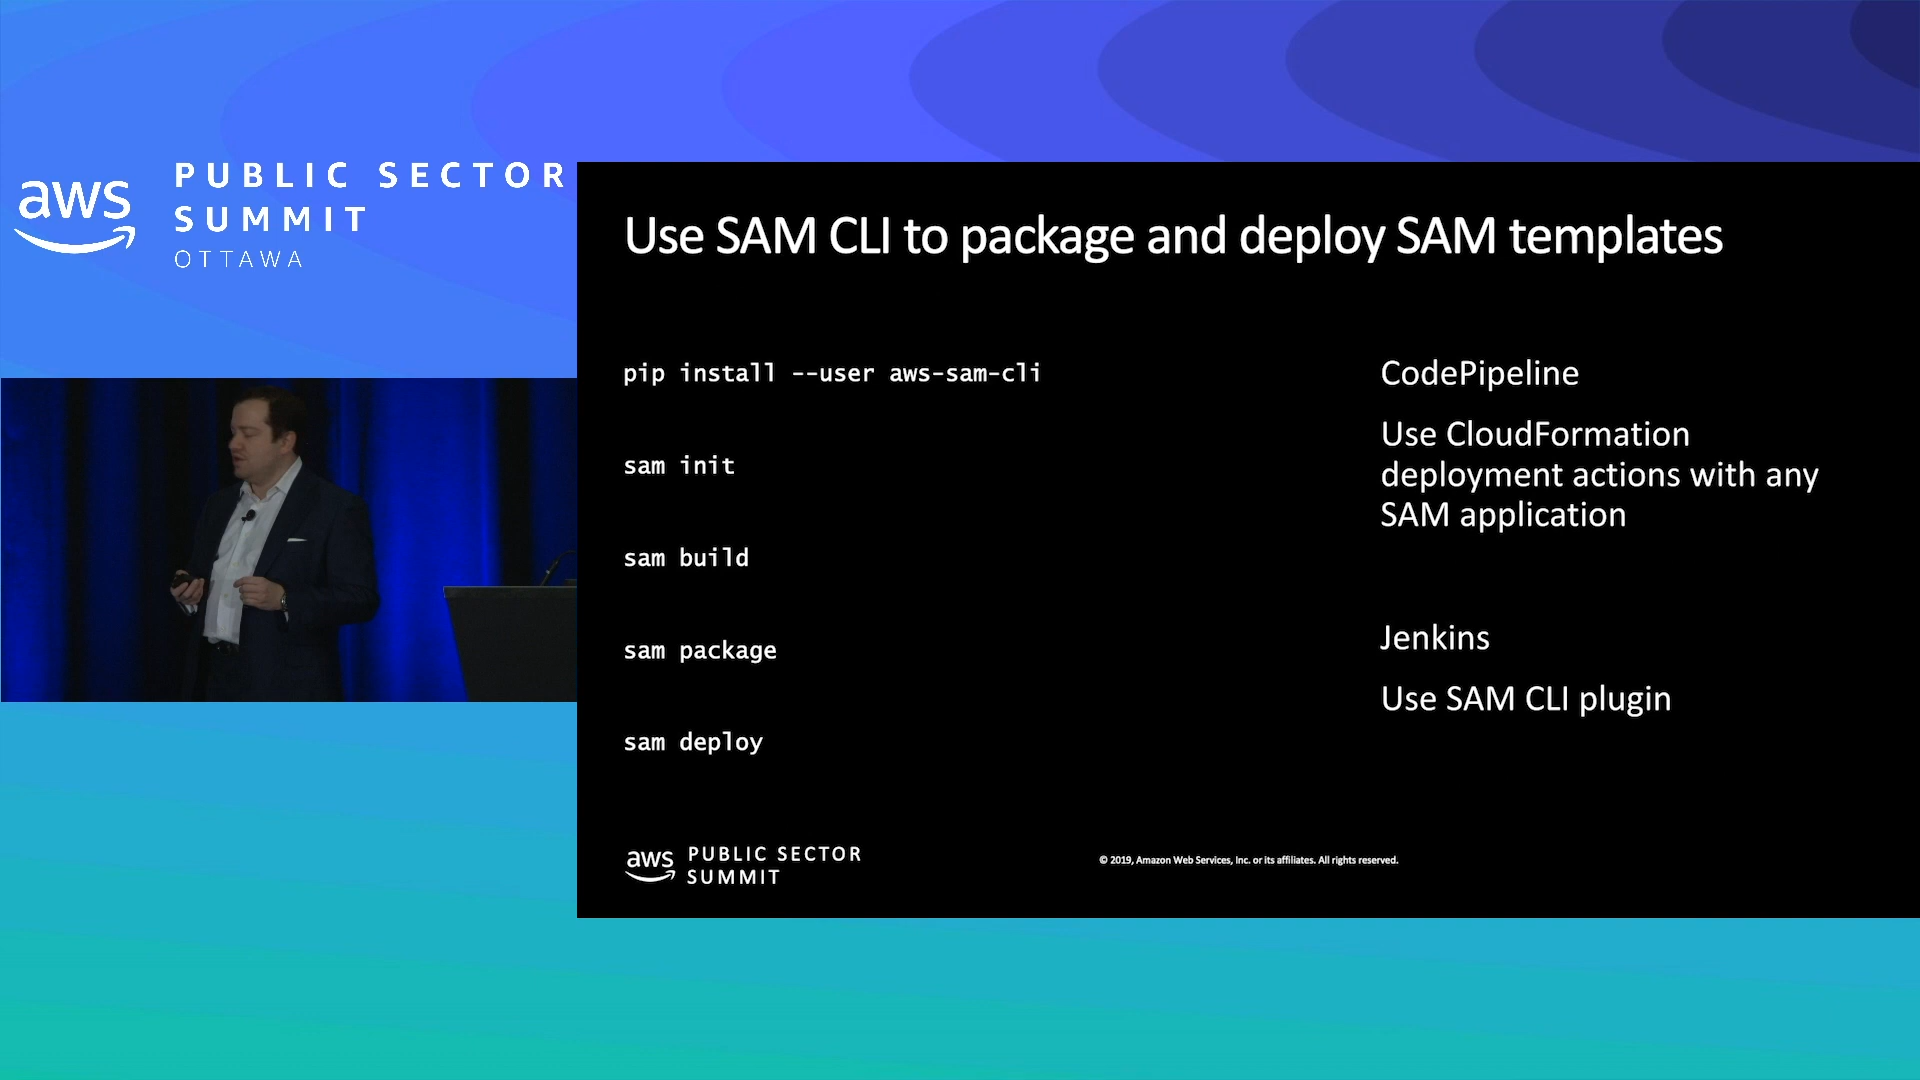 aws
PUBLIC SECTOR
SUMMIT
OTTAWA
Use SAM CLI to package and deploy SAM templates
pip install --user aws-sam-cli
sam init
sam build
sam package
sam deploy
CodePipeline
Use CloudFormation
deployment actions with any
SAM application
Jenkins
Use SAM CLI plugin
aws
PUBLIC SECTOR
SUMMIT
© 2019, Amazon Web Services, Inc. or its affiliates. All rights reserved.